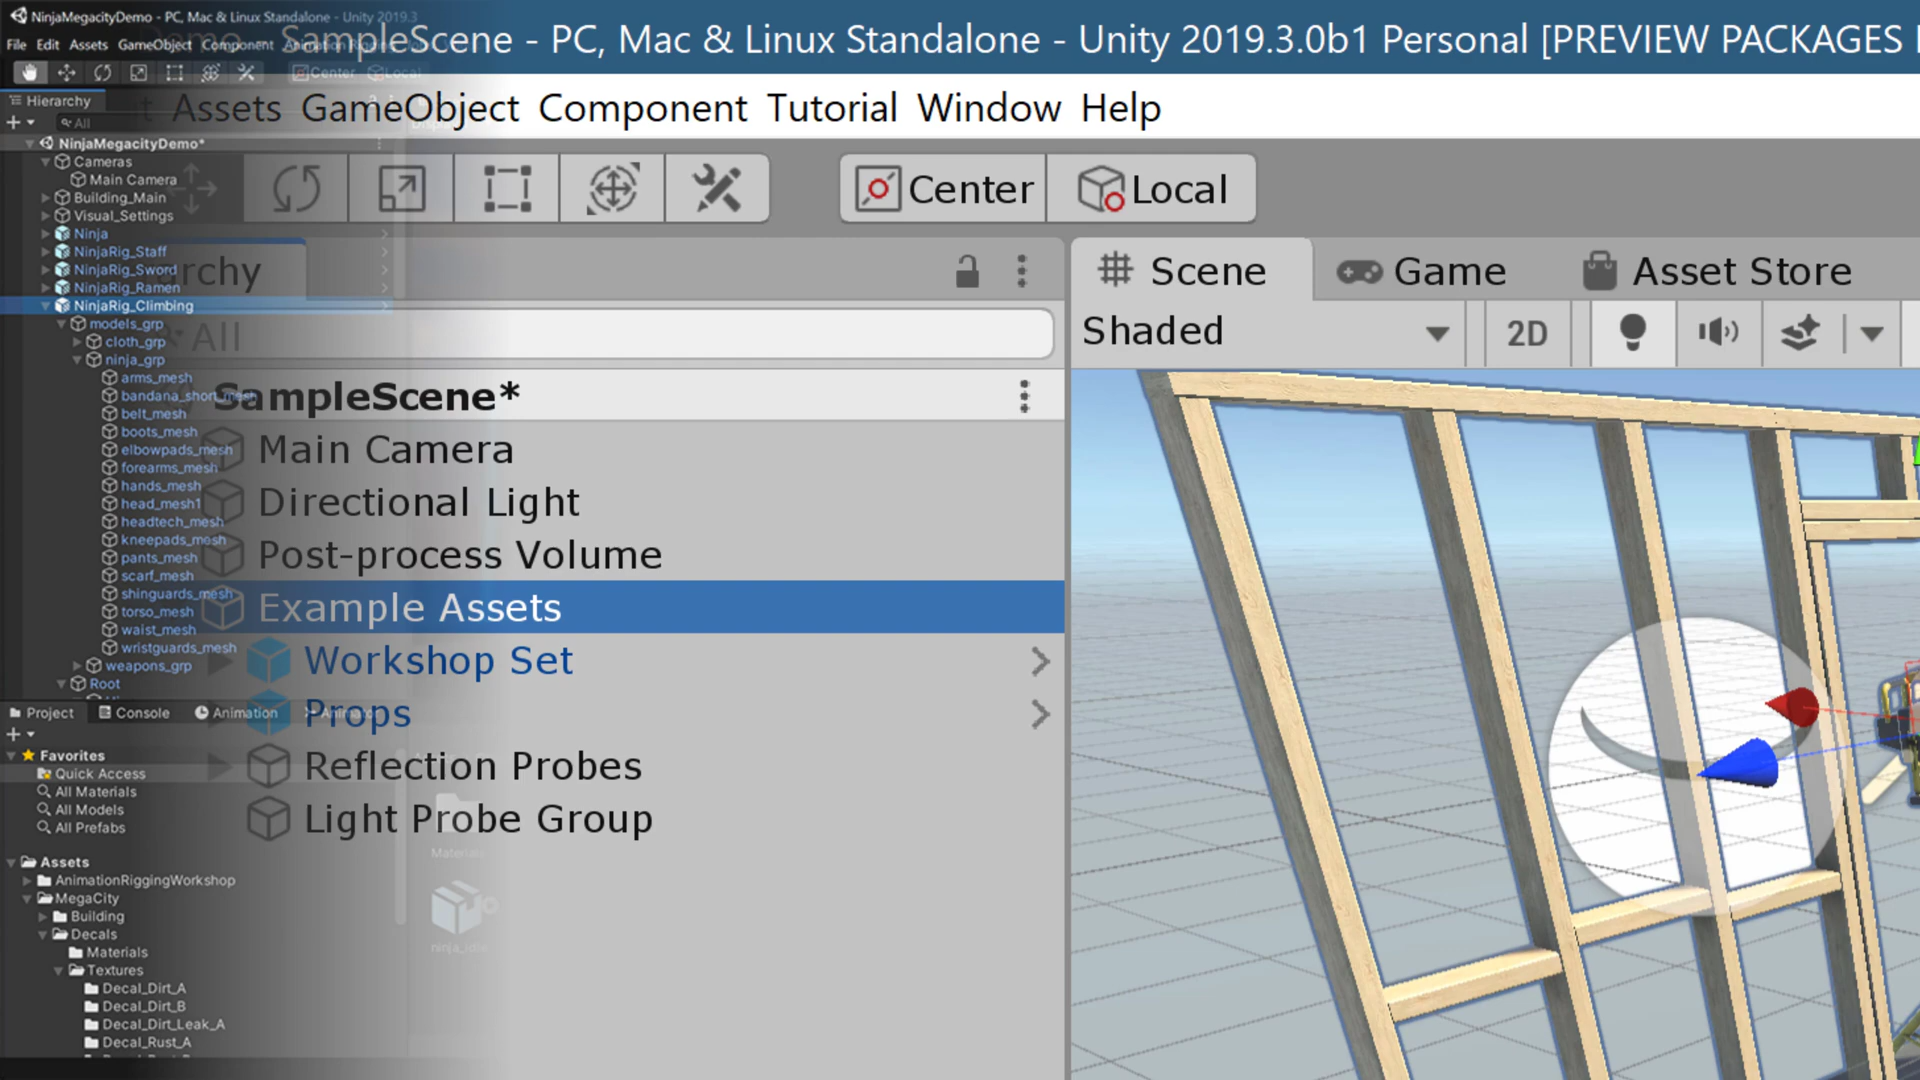 NinjaMegacityDemo - PC, Mac & Linux Standalone - Unity 2019.3
File Edit Assets GameObject Component Animation
Center Local
Hierarchy
All
NinjaMegacityDemo*
Cameras
Main Camera
Building_Main
Visual_Settings
Ninja
NinjaRig_Staff
NinjaRig_Sword
NinjaRig_Ramen
NinjaRig_Climbing
models_grp
cloth_grp
ninja_grp
arms_mesh
bandana_short_mesh
belt_mesh
boots_mesh
elbowpads_mesh
forearms_mesh
hands_mesh
head_mesh1
headtech_mesh
kneepads_mesh
pants_mesh
scarf_mesh
shinguards_mesh
torso_mesh
waist_mesh
wristguards_mesh
weapons_grp
Root
Project Console Animation Animator
Favorites
Quick Access
All Materials
All Models
All Prefabs
Assets
AnimationRiggingWorkshop
MegaCity
Building
Decals
Materials
Textures
Decal_Dirt_A
Decal_Dirt_B
Decal_Dirt_Leak_A
Decal_Rust_A
SampleScene - PC, Mac & Linux Standalone - Unity 2019.3.0b1 Personal [PREVIEW PACKAGES
t Assets GameObject Component Tutorial Window Help
Center Local
archy
All
SampleScene*
Main Camera
Directional Light
Post-process Volume
Example Assets
Workshop Set
Props
Reflection Probes
Light Probe Group
Scene Game Asset Store
Shaded 2D